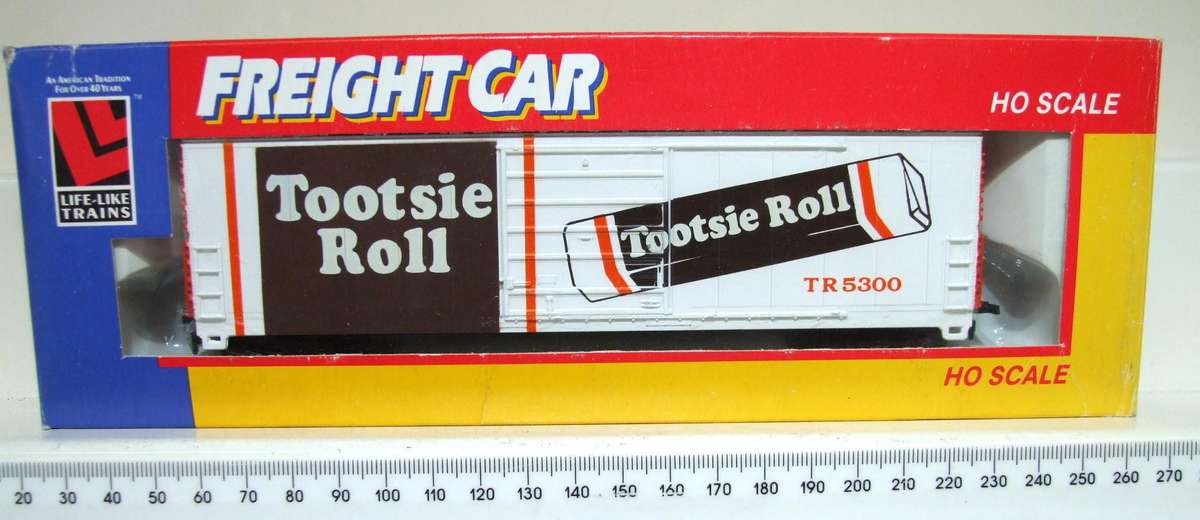 AN AMERICAN TRADITION
FOR OVER 40 YEARS
™
LIFE-LIKE
TRAINS
FREIGHT CAR
HO SCALE
Tootsie
Roll
Tootsie Roll
TR 5300
HO SCALE
20 30 40 50 60 70 80 90 100 110 120 130 140 150 160 170 180 190 200 210 220 230 240 250 260 270